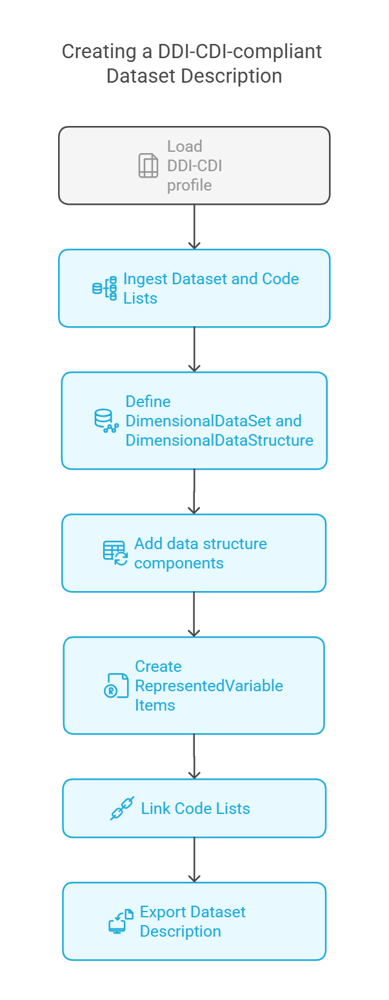 Creating a DDI-CDI-compliant
Dataset Description
Load
DDI-CDI
profile
Ingest Dataset and Code
Lists
Define
DimensionalDataSet and
DimensionalDataStructure
Add data structure
components
Create
RepresentedVariable
Items
Link Code Lists
Export Dataset
Description